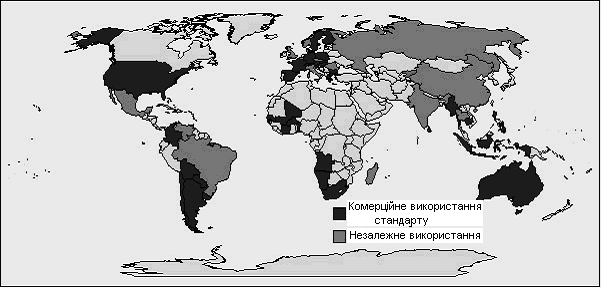 Комерційне використання
стандарту
Незалежне використання